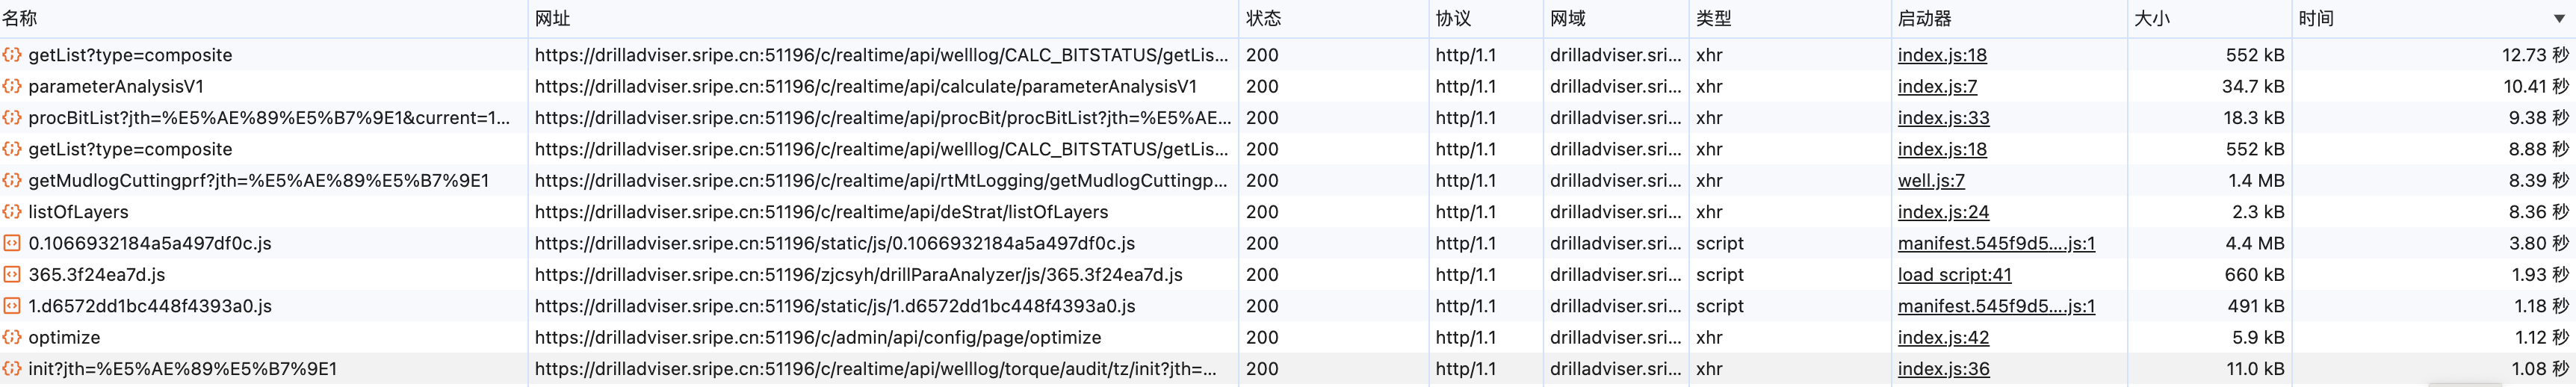 名称 网址 状态 协议 网域 类型 启动器 大小 时间
getList?type=composite https://drilladviser.sripe.cn:51196/c/realtime/api/welllog/CALC_BITSTATUS/getLis... 200 http/1.1 drilladviser.sri... xhr index.js:18 552 kB 12.73 秒
parameterAnalysisV1 https://drilladviser.sripe.cn:51196/c/realtime/api/calculate/parameterAnalysisV1 200 http/1.1 drilladviser.sri... xhr index.js:7 34.7 kB 10.41 秒
procBitList?jth=%E5%AE%89%E5%B7%9E1&current=1... https://drilladviser.sripe.cn:51196/c/realtime/api/procBit/procBitList?jth=%E5%AE... 200 http/1.1 drilladviser.sri... xhr index.js:33 18.3 kB 9.38 秒
getList?type=composite https://drilladviser.sripe.cn:51196/c/realtime/api/welllog/CALC_BITSTATUS/getLis... 200 http/1.1 drilladviser.sri... xhr index.js:18 552 kB 8.88 秒
getMudlogCuttingprf?jth=%E5%AE%89%E5%B7%9E1 https://drilladviser.sripe.cn:51196/c/realtime/api/rtMtLogging/getMudlogCuttingp... 200 http/1.1 drilladviser.sri... xhr well.js:7 1.4 MB 8.39 秒
listOfLayers https://drilladviser.sripe.cn:51196/c/realtime/api/deStrat/listOfLayers 200 http/1.1 drilladviser.sri... xhr index.js:24 2.3 kB 8.36 秒
0.1066932184a5a497df0c.js https://drilladviser.sripe.cn:51196/static/js/0.1066932184a5a497df0c.js 200 http/1.1 drilladviser.sri... script manifest.545f9d5....js:1 4.4 MB 3.80 秒
365.3f24ea7d.js https://drilladviser.sripe.cn:51196/zjcsyh/drillParaAnalyzer/js/365.3f24ea7d.js 200 http/1.1 drilladviser.sri... script load script:41 660 kB 1.93 秒
1.d6572dd1bc448f4393a0.js https://drilladviser.sripe.cn:51196/static/js/1.d6572dd1bc448f4393a0.js 200 http/1.1 drilladviser.sri... script manifest.545f9d5....js:1 491 kB 1.18 秒
optimize https://drilladviser.sripe.cn:51196/c/admin/api/config/page/optimize 200 http/1.1 drilladviser.sri... xhr index.js:42 5.9 kB 1.12 秒
init?jth=%E5%AE%89%E5%B7%9E1 https://drilladviser.sripe.cn:51196/c/realtime/api/welllog/torque/audit/tz/init?jth=... 200 http/1.1 drilladviser.sri... xhr index.js:36 11.0 kB 1.08 秒